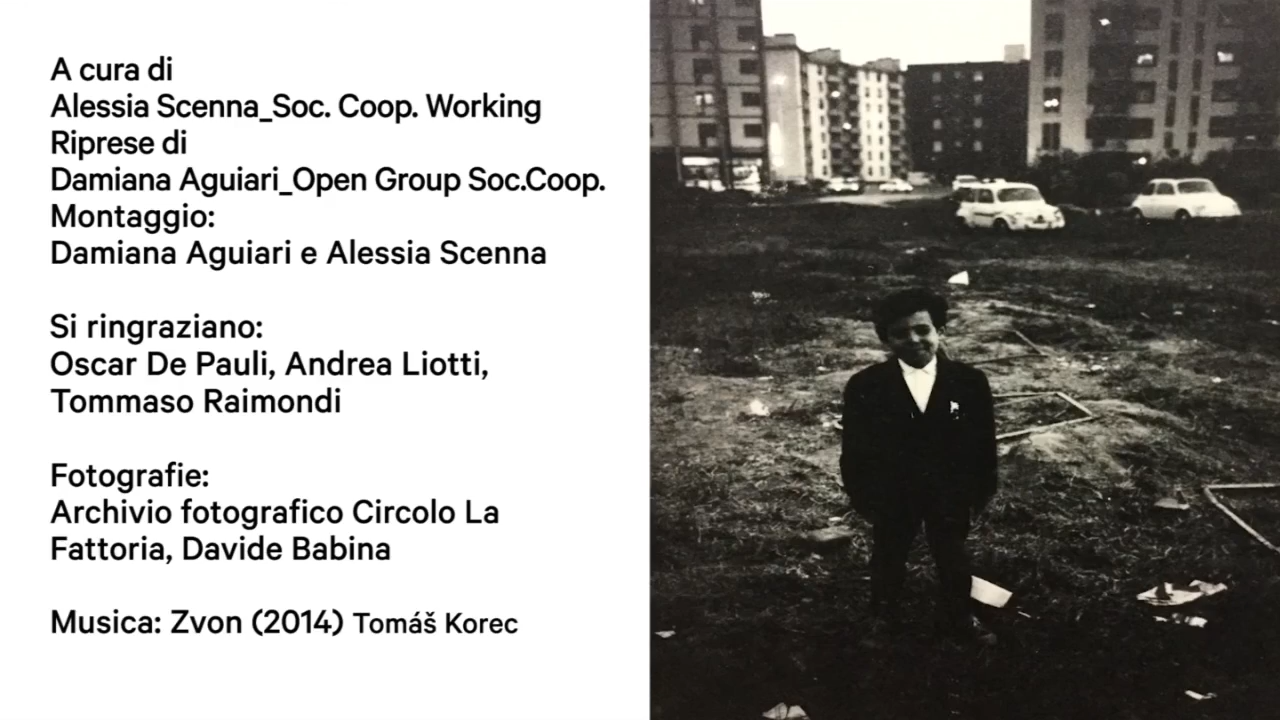 A cura di
Alessia Scenna_Soc. Coop. Working
Riprese di
Damiana Aguiari_Open Group Soc.Coop.
Montaggio:
Damiana Aguiari e Alessia Scenna
Si ringraziano:
Oscar De Pauli, Andrea Liotti,
Tommaso Raimondi
Fotografie:
Archivio fotografico Circolo La
Fattoria, Davide Babina
Musica: Zvon (2014) Tomáš Korec